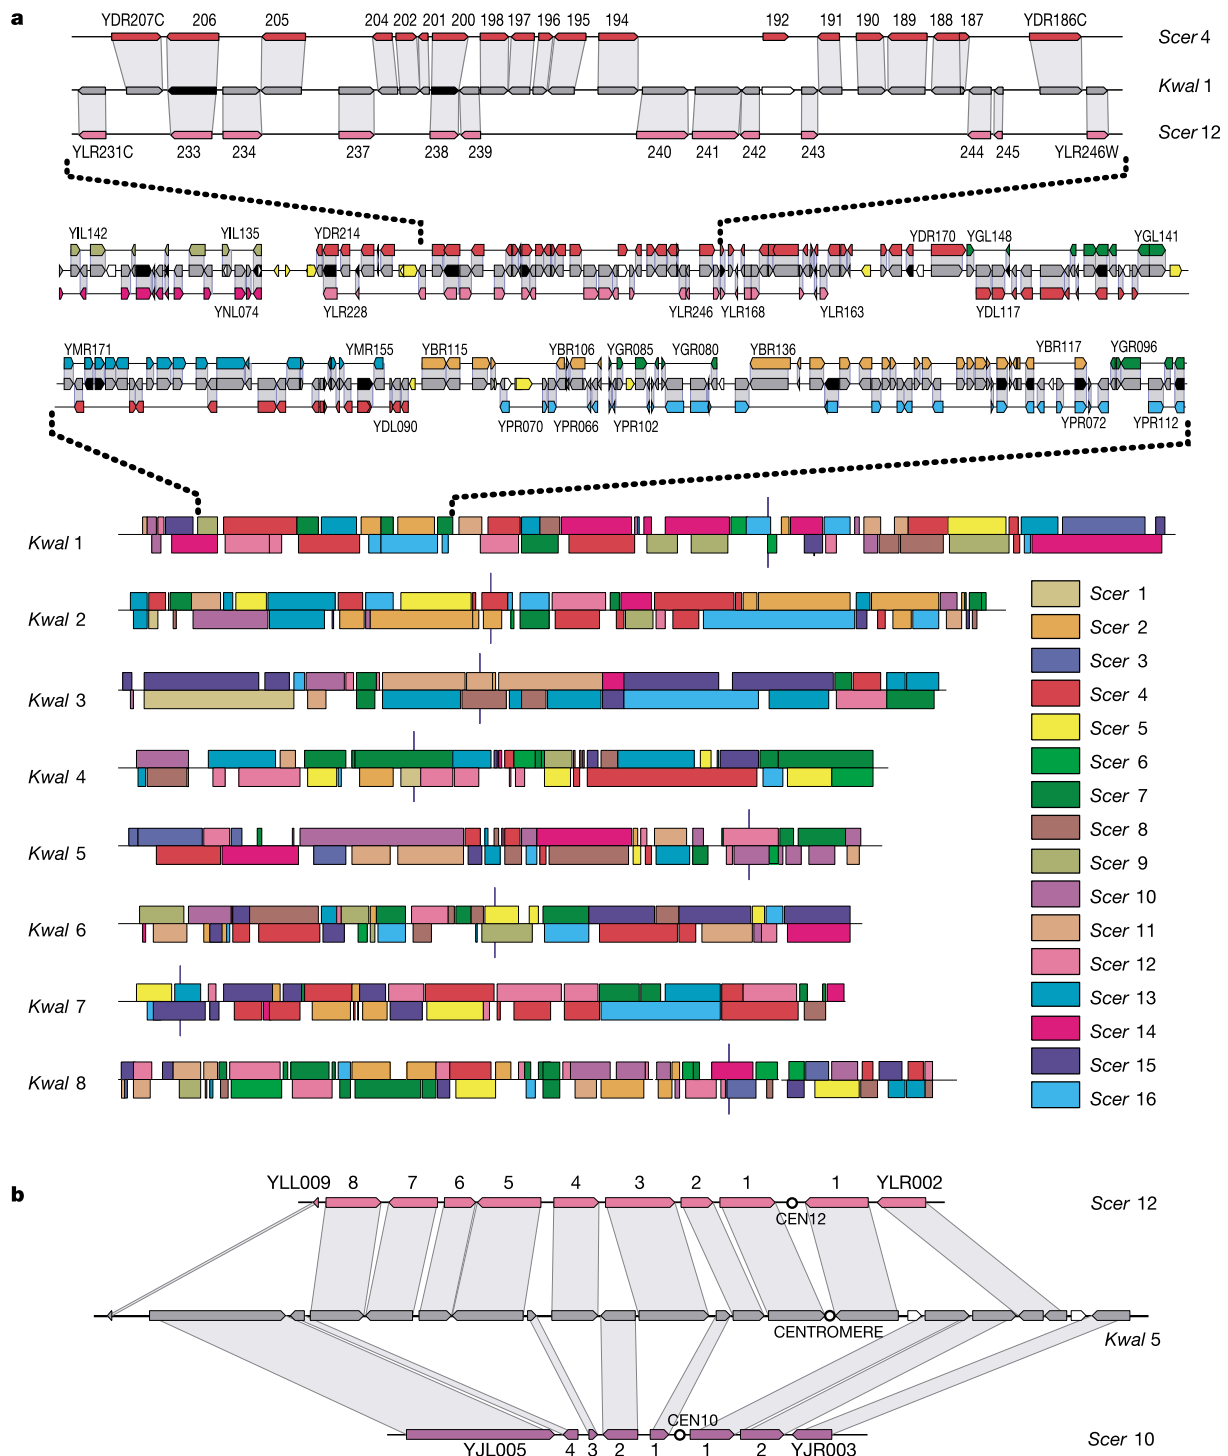 a
YDR207C 206 205 204 202 201 200 198 197 196 195 194 192 191 190 189 188 187 YDR186C
Scer 4
Kwal 1
Scer 12
YLR231C 233 234 237 238 239 240 241 242 243 244 245 YLR246W
YIL142 YIL135 YDR214 YDR170 YGL148 YGL141
YNL074 YLR228 YLR246 YLR168 YLR163 YDL117
YMR171 YMR155 YBR115 YBR106 YGR085 YGR080 YBR136 YBR117 YGR096
YDL090 YPR070 YPR066 YPR102 YPR072 YPR112
Kwal 1
Kwal 2
Kwal 3
Kwal 4
Kwal 5
Kwal 6
Kwal 7
Kwal 8
Scer 1
Scer 2
Scer 3
Scer 4
Scer 5
Scer 6
Scer 7
Scer 8
Scer 9
Scer 10
Scer 11
Scer 12
Scer 13
Scer 14
Scer 15
Scer 16
b
YLL009 8 7 6 5 4 3 2 1 1 YLR002
Scer 12
CEN12
CENTROMERE
Kwal 5
CEN10
Scer 10
YJL005 4 3 2 1 1 2 YJR003